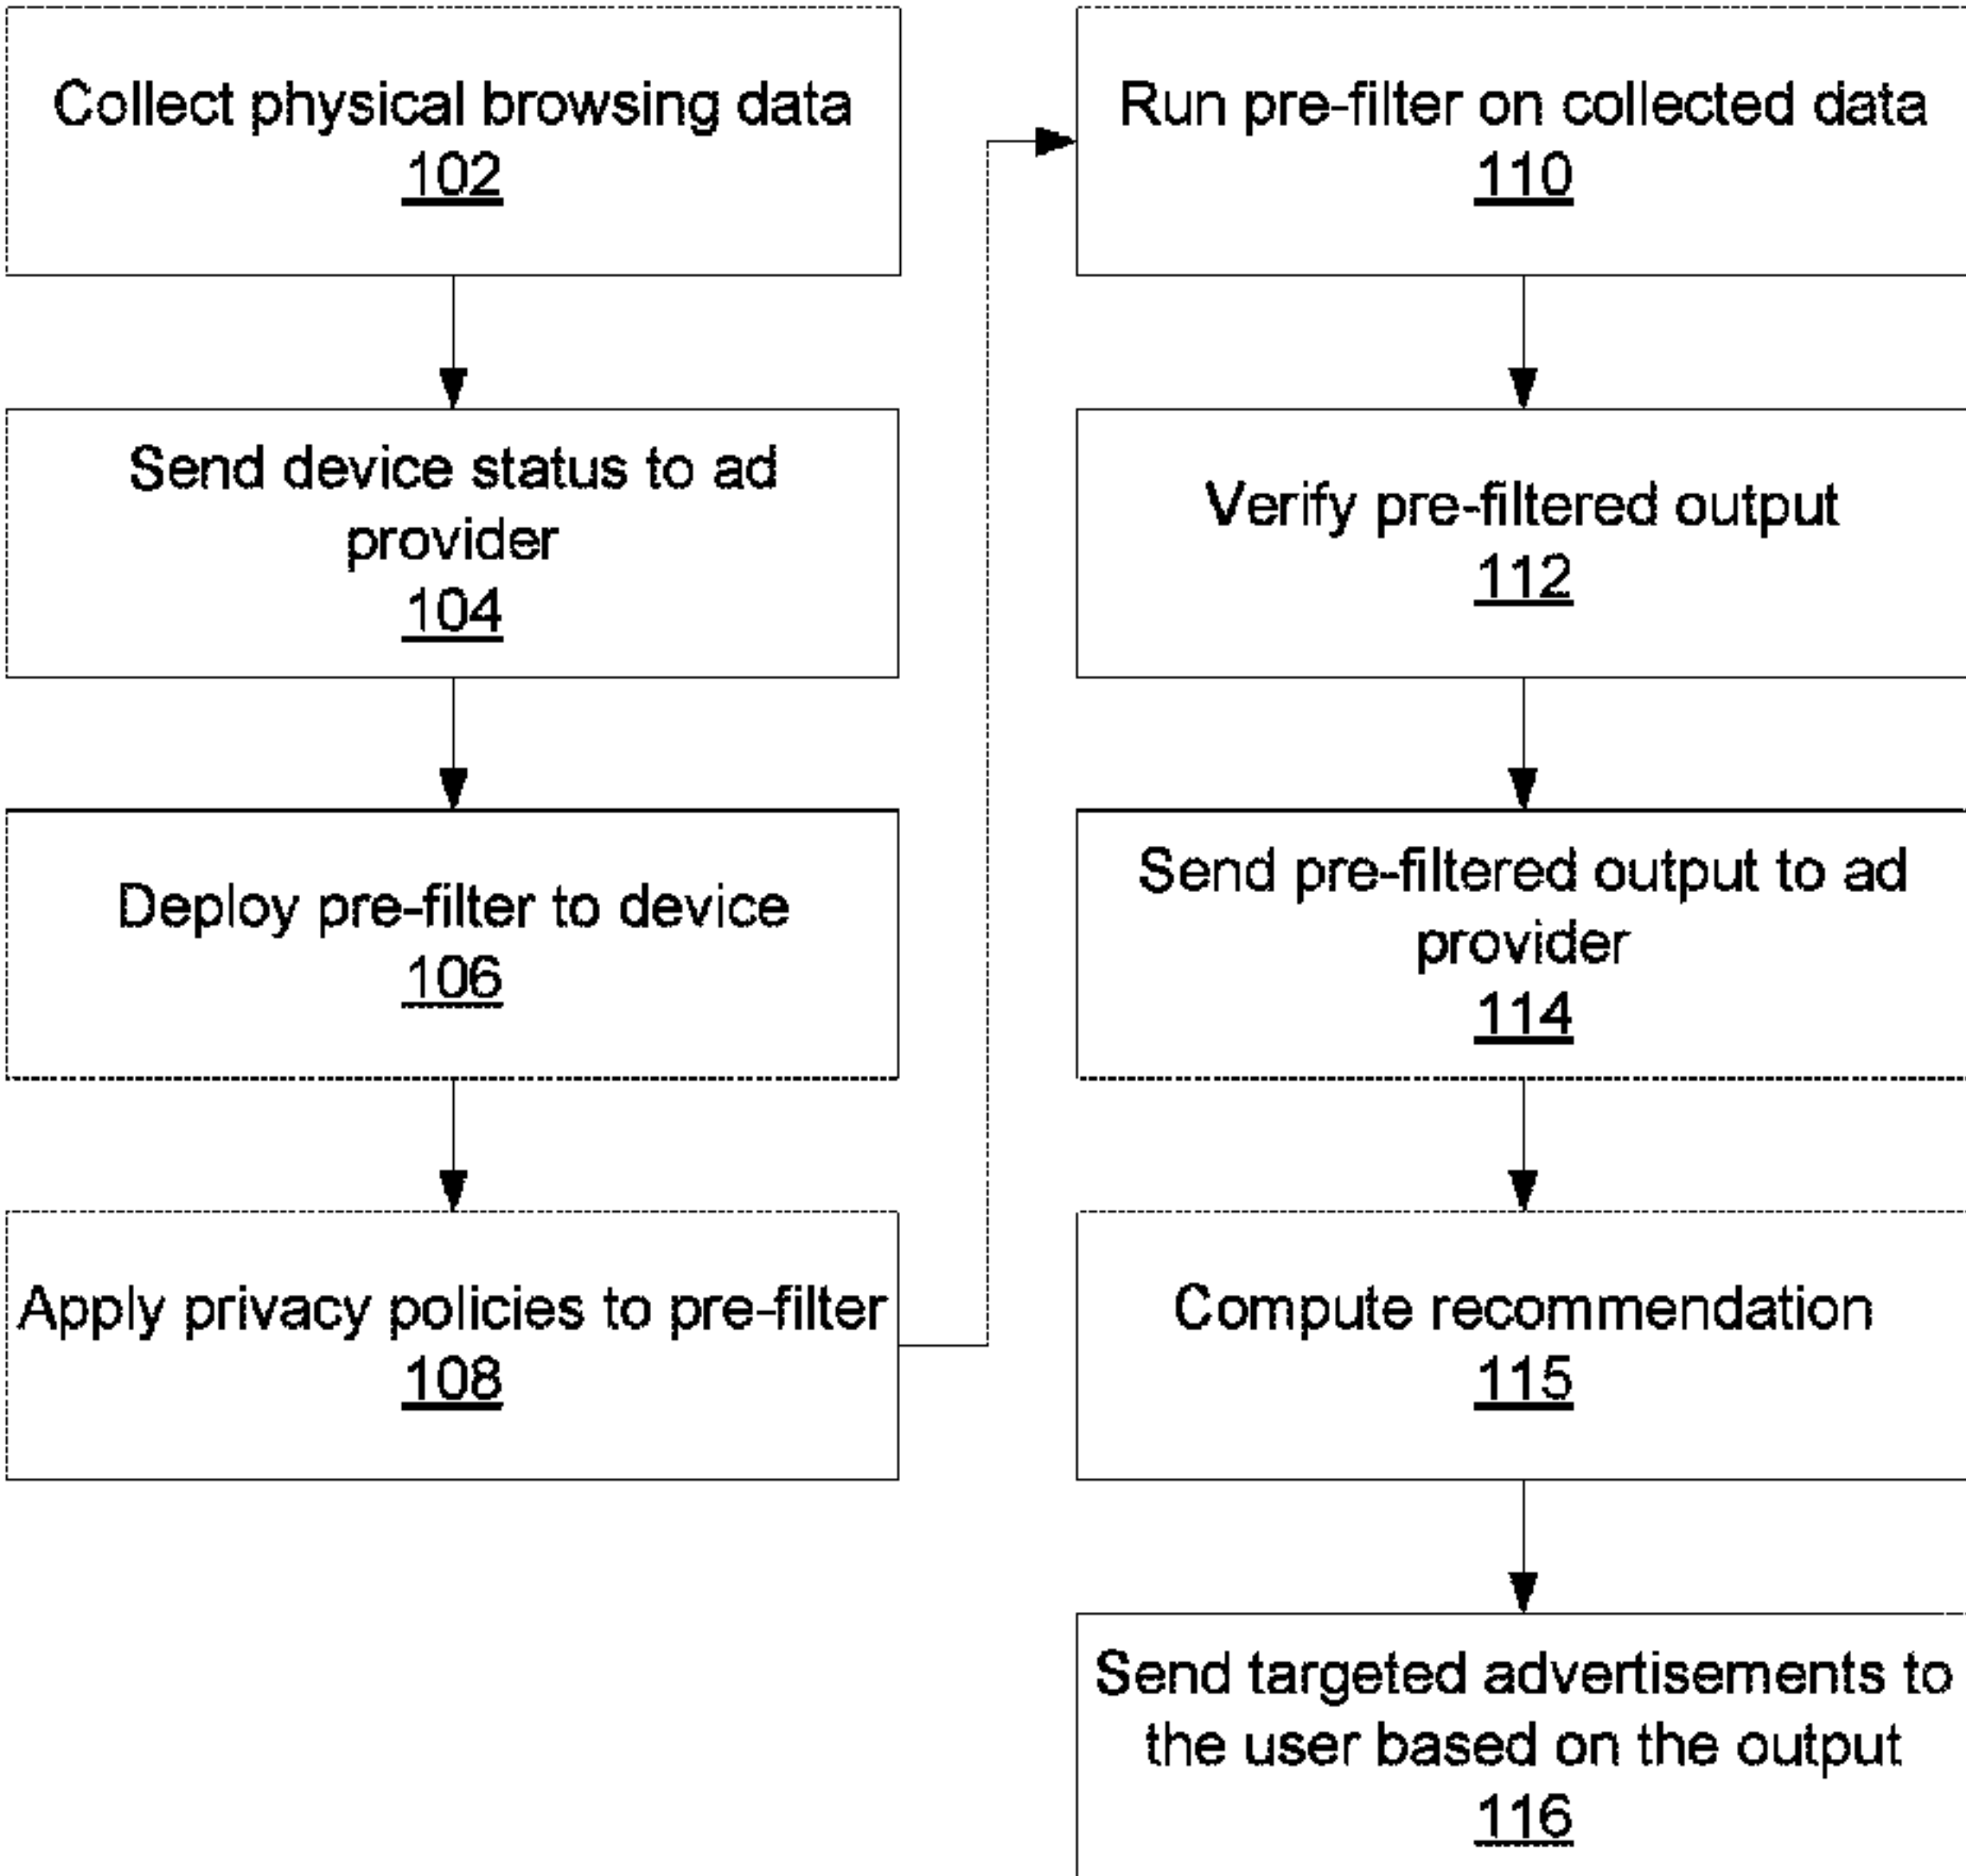 Collect physical browsing data
102
Send device status to ad
provider
104
Deploy pre-filter to device
106
Apply privacy policies to pre-filter
108
Run pre-filter on collected data
110
Verify pre-filtered output
112
Send pre-filtered output to ad
provider
114
Compute recommendation
115
Send targeted advertisements to
the user based on the output
116